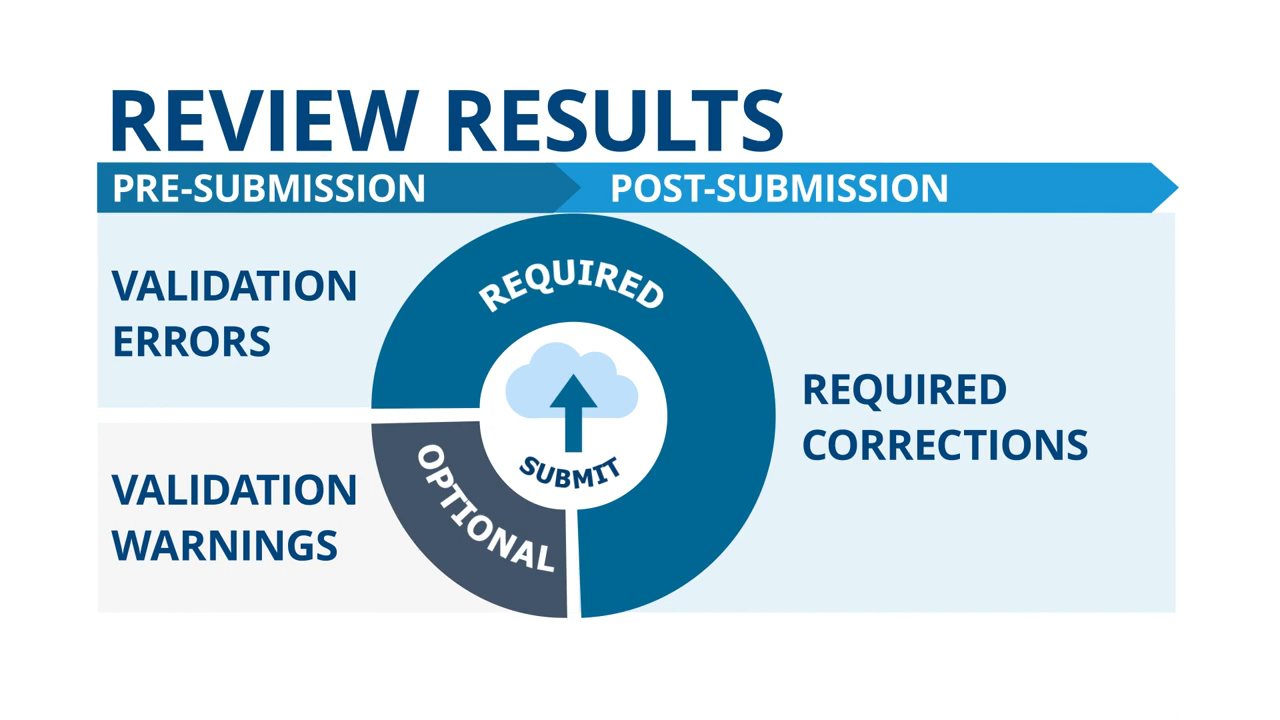 REVIEW RESULTS
PRE-SUBMISSION
POST-SUBMISSION
VALIDATION
ERRORS
REQUIRED
SUBMIT
REQUIRED
CORRECTIONS
VALIDATION
WARNINGS
OPTIONAL